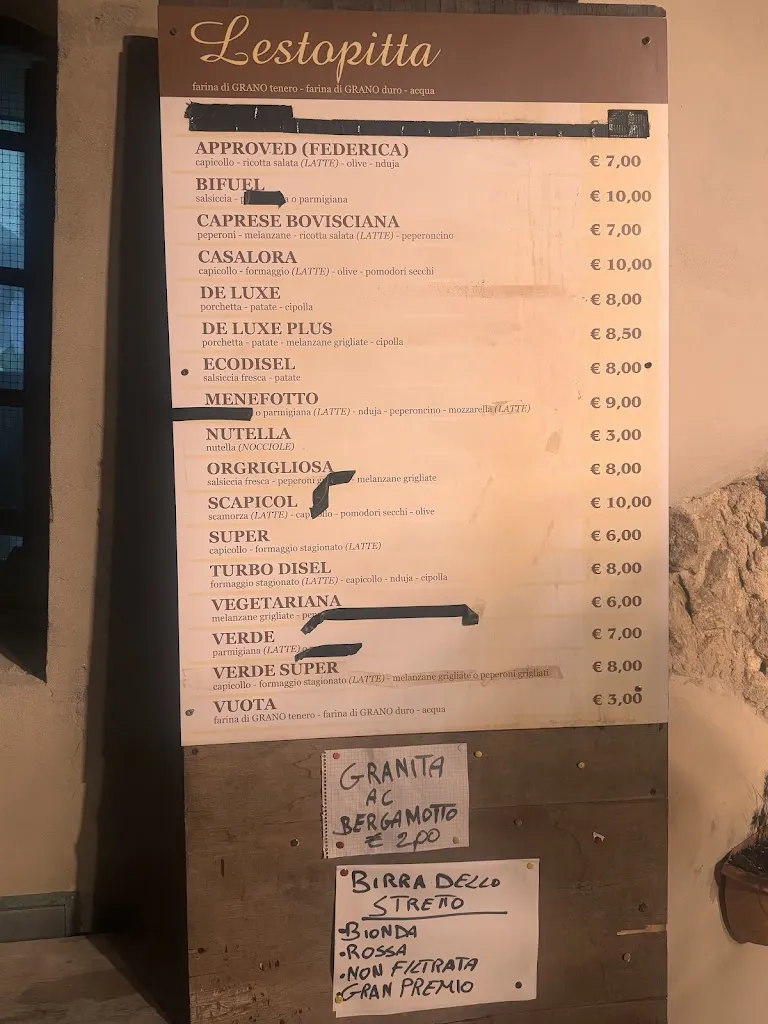 Lestopitta
farina di GRANO tenero - farina di GRANO duro - acqua
APPROVED (FEDERICA)
capicollo - ricotta salata (LATTE) - olive - nduja
€ 7,00
BIFUEL
salsiccia - o parmigiana
€ 10,00
CAPRESE BOVISCIANA
peperoni - melanzane - ricotta salata (LATTE) - peperoncino
€ 7,00
CASALORA
capicollo - formaggio (LATTE) - olive - pomodori secchi
€ 10,00
DE LUXE
porchetta - patate - cipolla
€ 8,00
DE LUXE PLUS
porchetta - patate - melanzane grigliate - cipolla
€ 8,50
ECODISEL
salsiccia fresca - patate
€ 8,00
MENEFOTTO
o parmigiana (LATTE) - nduja - peperoncino - mozzarella (LATTE)
€ 9,00
NUTELLA
nutella (NOCCIOLE)
€ 3,00
ORGRIGLIOSA
salsiccia fresca - peperoni - melanzane grigliate
€ 8,00
SCAPICOL
scamorza (LATTE) - capicollo - pomodori secchi - olive
€ 10,00
SUPER
capicollo - formaggio stagionato (LATTE)
€ 6,00
TURBO DISEL
formaggio stagionato (LATTE) - capicollo - nduja - cipolla
€ 8,00
VEGETARIANA
melanzane grigliate -
€ 6,00
VERDE
parmigiana (LATTE)
€ 7,00
VERDE SUPER
capicollo - formaggio stagionato (LATTE) - melanzane grigliate o peperoni grigliati
€ 8,00
VUOTA
farina di GRANO tenero - farina di GRANO duro - acqua
€ 3,00
GRANITA
AC
BERGAMOTTO
€ 2,00
BIRRA DELLO
STRETTO
•BIONDA
•ROSSA
•NON FILTRATA
•GRAN PREMIO